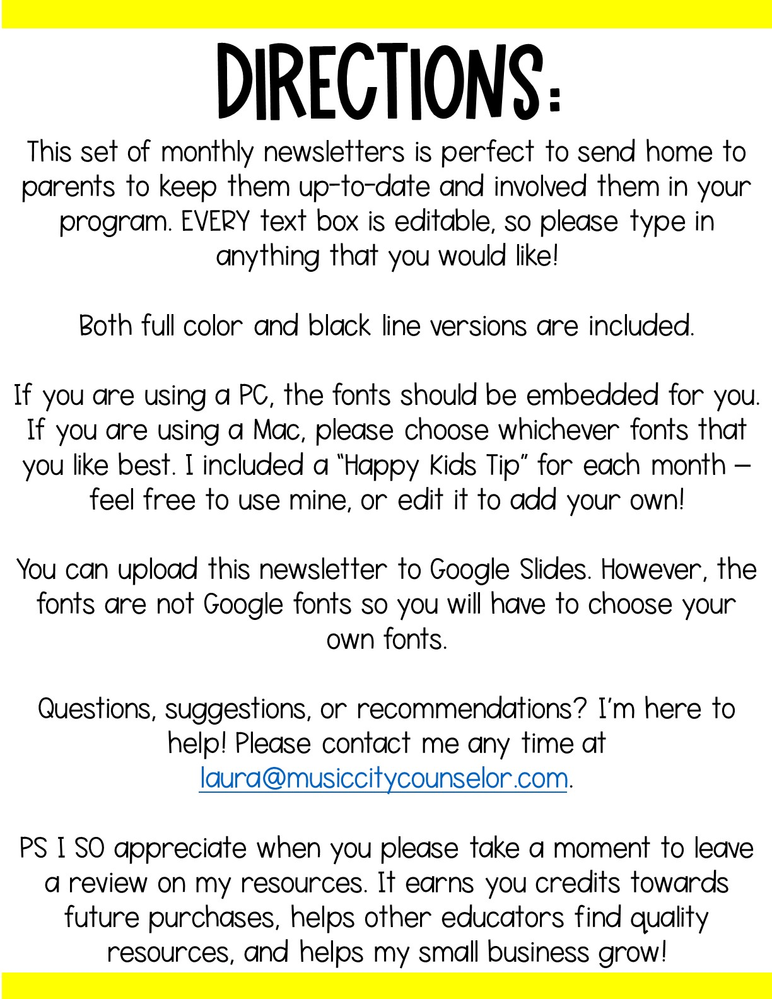 DIRECTIONS:
This set of monthly newsletters is perfect to send home to
parents to keep them up-to-date and involved them in your
program. EVERY text box is editable, so please type in
anything that you would like!
Both full color and black line versions are included.
If you are using a PC, the fonts should be embedded for you.
If you are using a Mac, please choose whichever fonts that
you like best. I included a “Happy Kids Tip” for each month –
feel free to use mine, or edit it to add your own!
You can upload this newsletter to Google Slides. However, the
fonts are not Google fonts so you will have to choose your
own fonts.
Questions, suggestions, or recommendations? I’m here to
help! Please contact me any time at
laura@musiccitycounselor.com.
PS I SO appreciate when you please take a moment to leave
a review on my resources. It earns you credits towards
future purchases, helps other educators find quality
resources, and helps my small business grow!